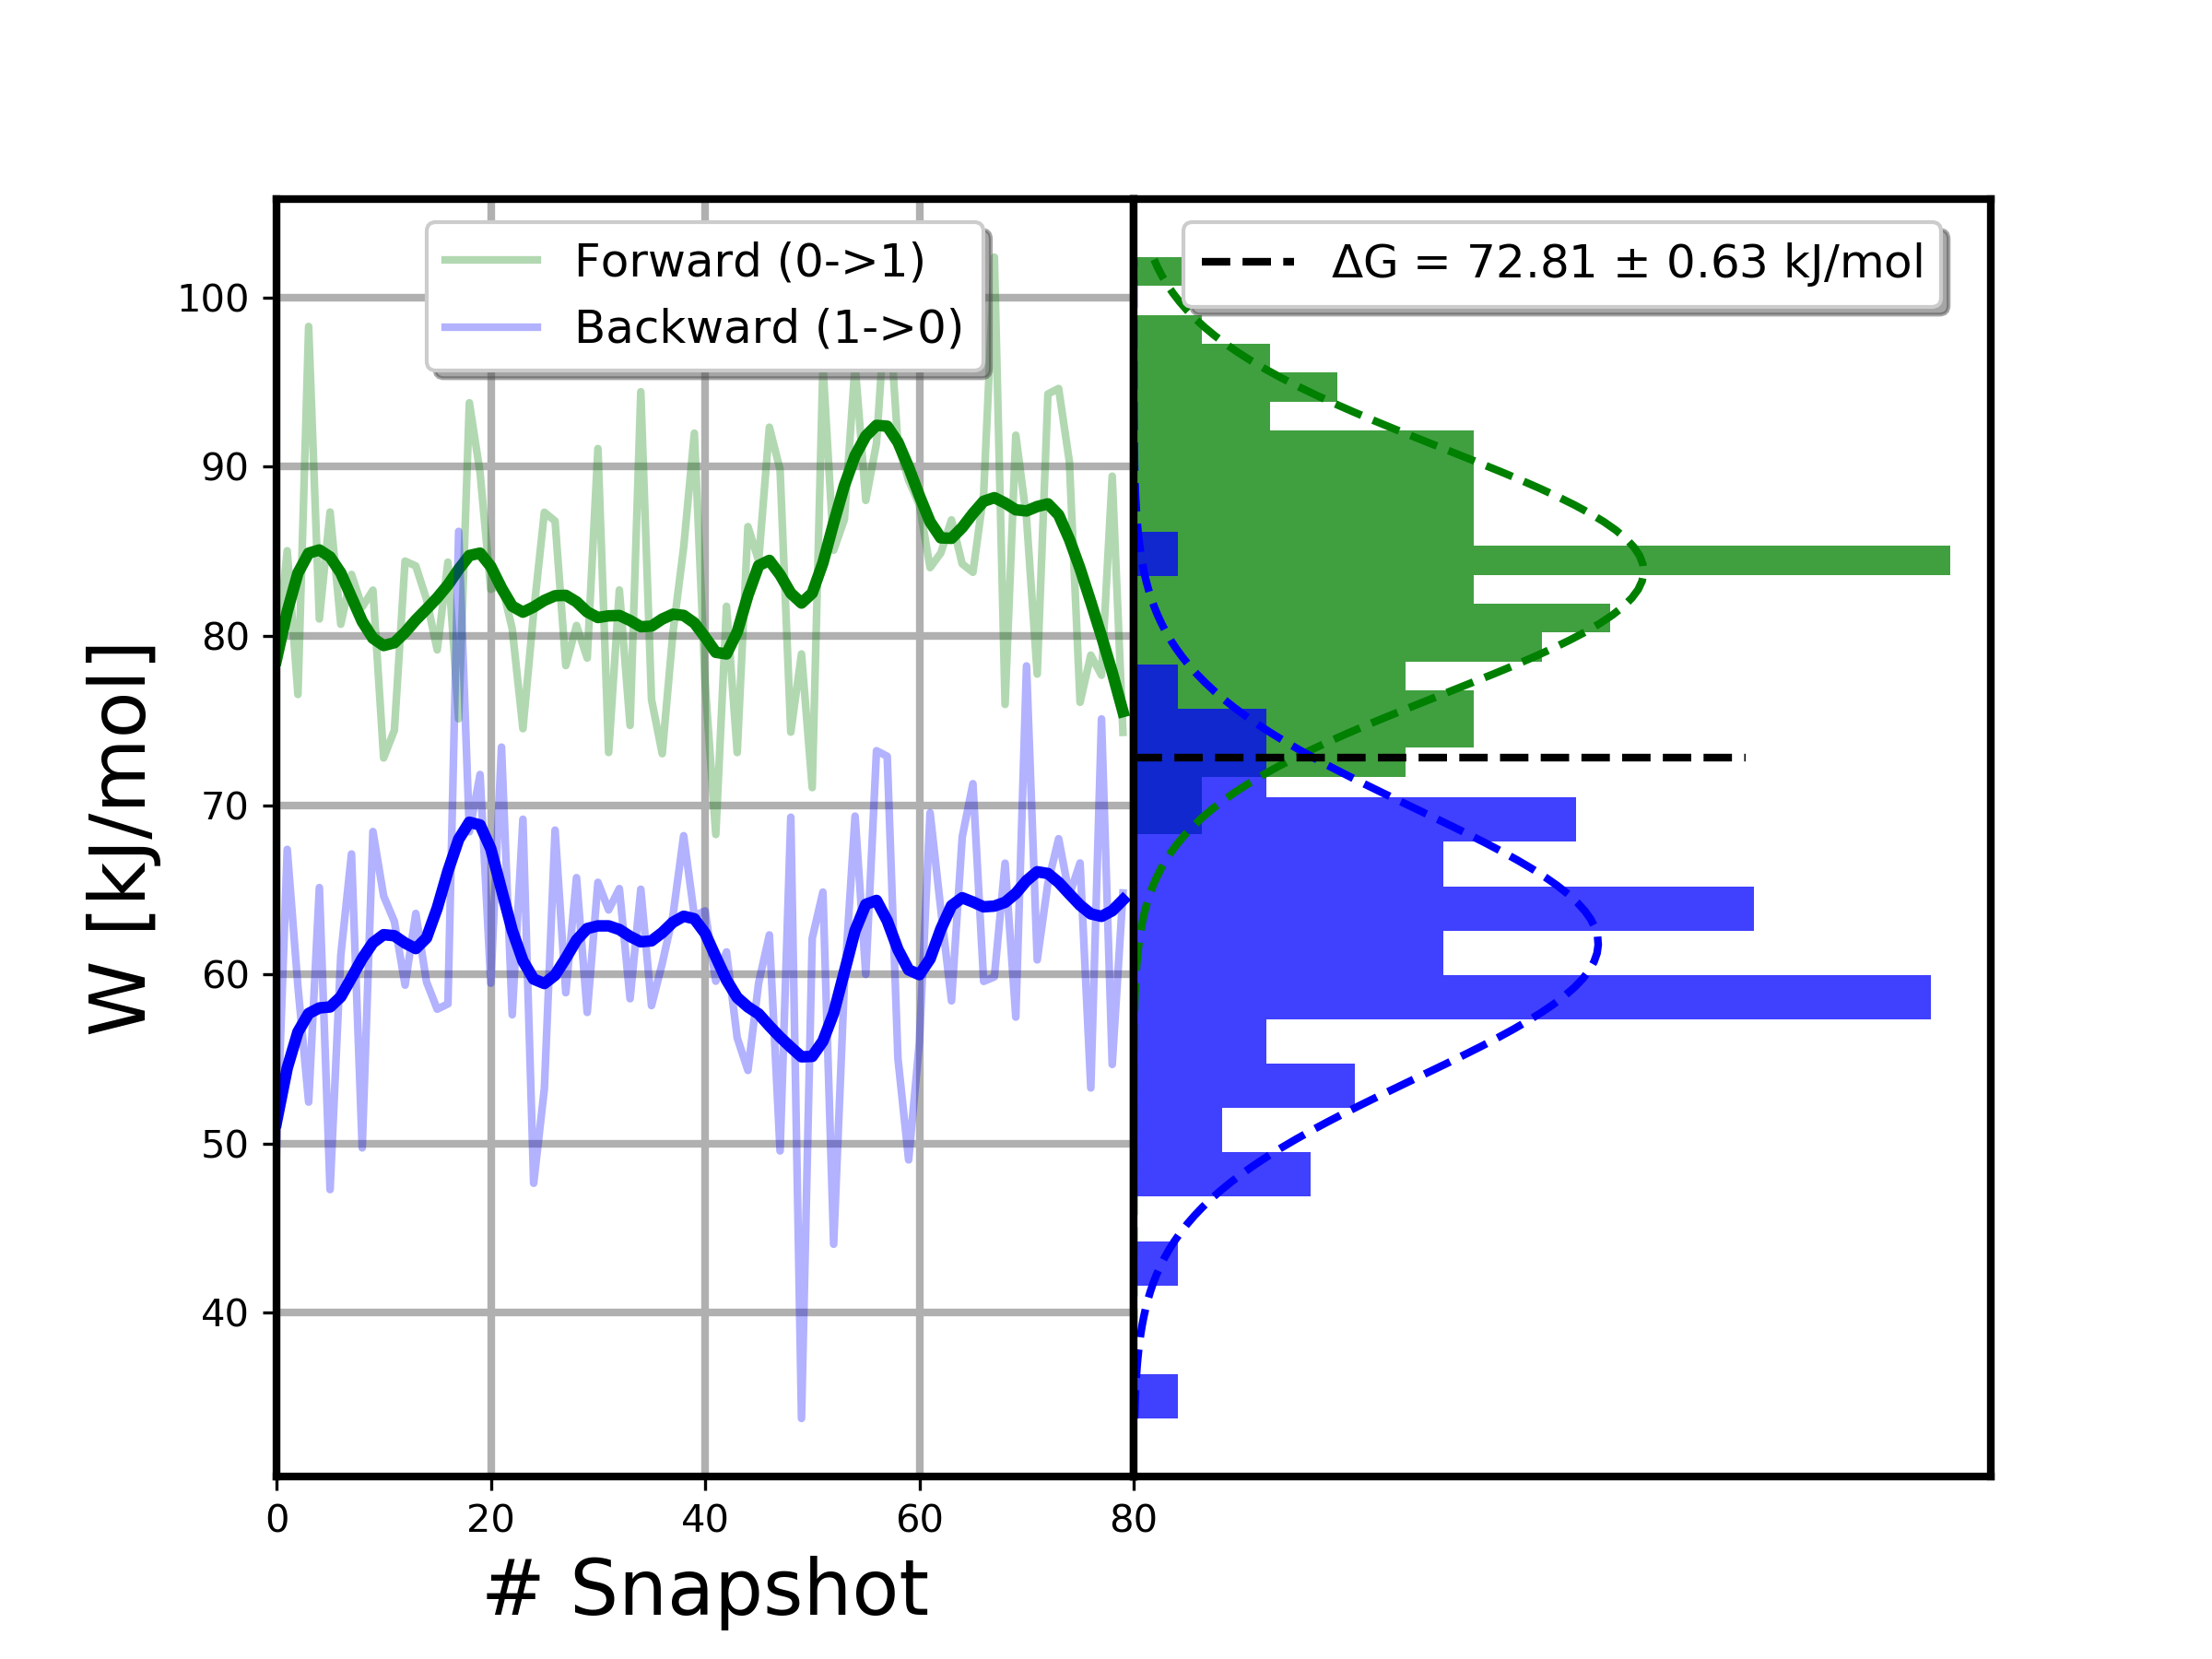 Forward (0->1)
Backward (1->0)
ΔG = 72.81 ± 0.63 kJ/mol
W [kJ/mol]
100
90
80
70
60
50
40
0 20 40 60 80
# Snapshot